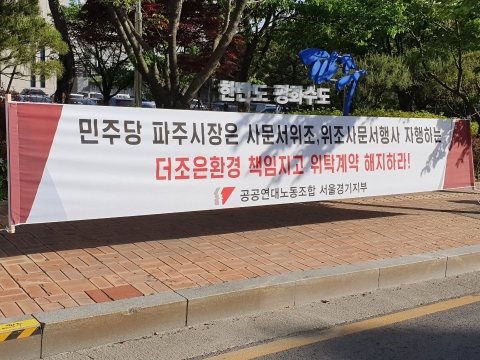 한반도 평화수도
민주당 파주시장은 사문서위조, 위조사문서행사 자행하는
더조은환경 책임지고 위탁계약 해지하라!
공공연대노동조합 서울경기지부